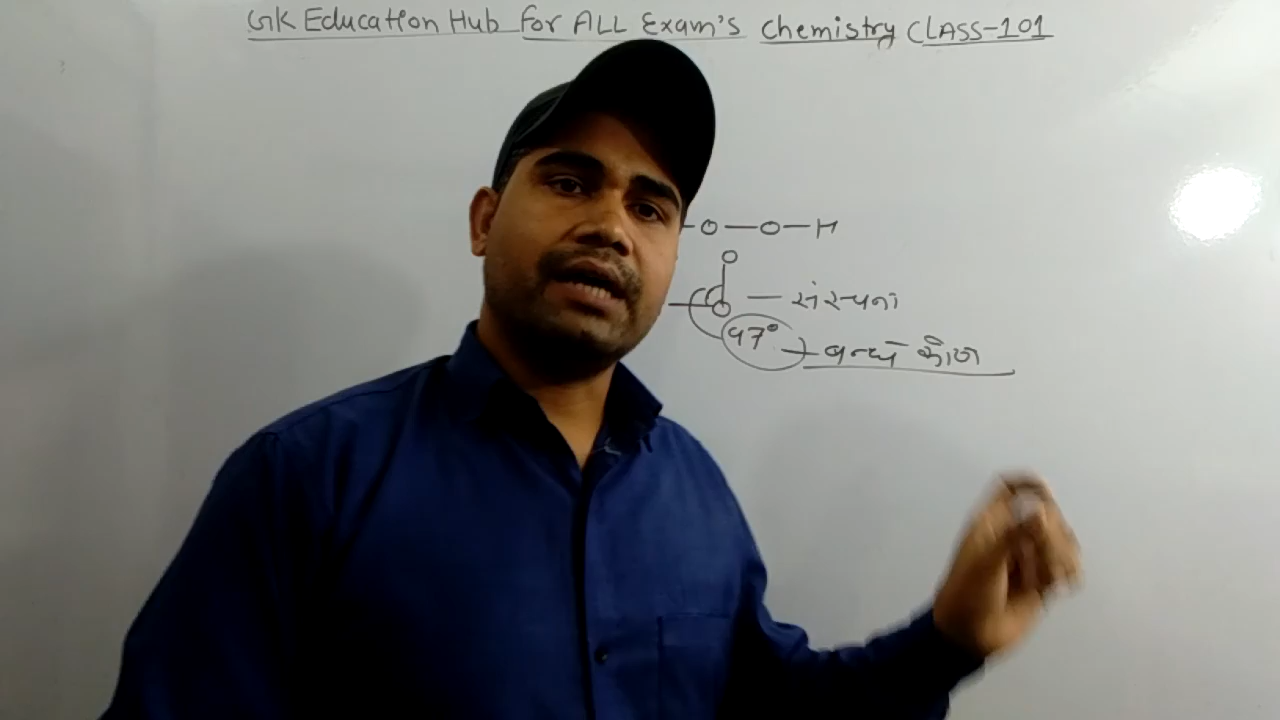 GK Education Hub for ALL Exam's Chemistry CLASS-101
-O-O-H
O
O — संरचना
97° → बन्ध कोण